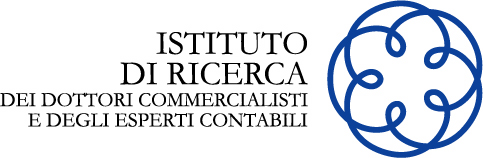 ISTITUTO
DI RICERCA
DEI DOTTORI COMMERCIALISTI
E DEGLI ESPERTI CONTABILI